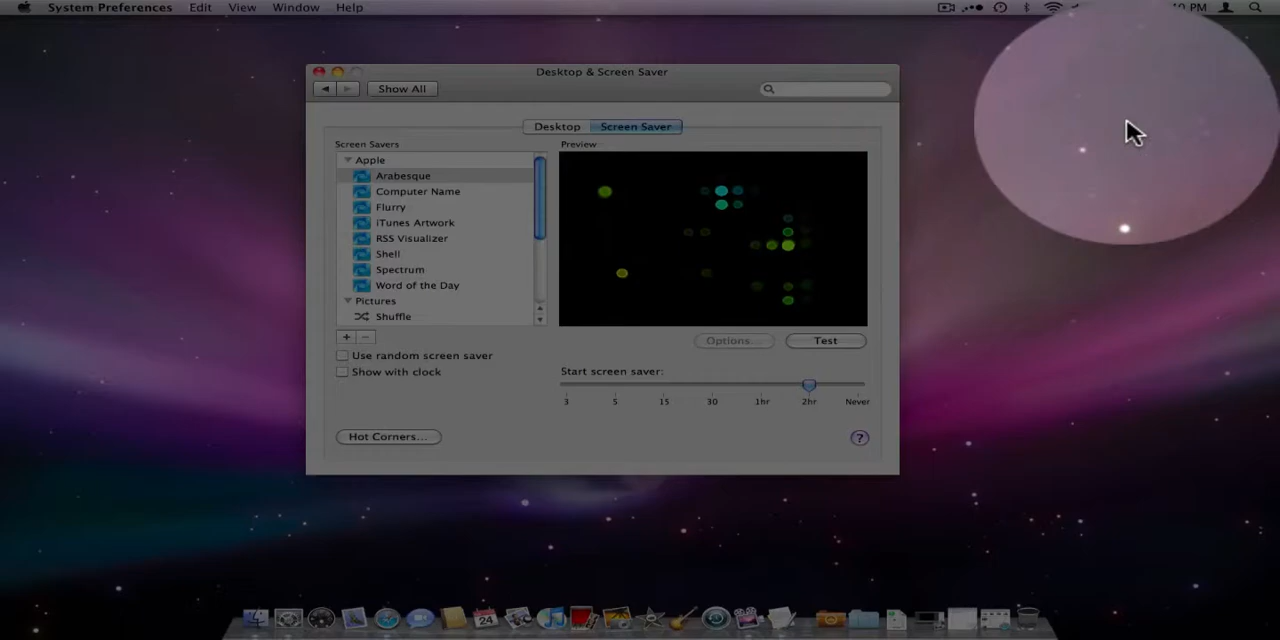 System Preferences Edit View Window Help
PM
Desktop & Screen Saver
Show All
Desktop Screen Saver
Screen Savers
Preview
Apple
Arabesque
Computer Name
Flurry
iTunes Artwork
RSS Visualizer
Shell
Spectrum
Word of the Day
Pictures
Shuffle
+ −
Options... Test
Use random screen saver
Show with clock
Start screen saver:
3 5 15 30 1hr 2hr Never
Hot Corners... ?
24